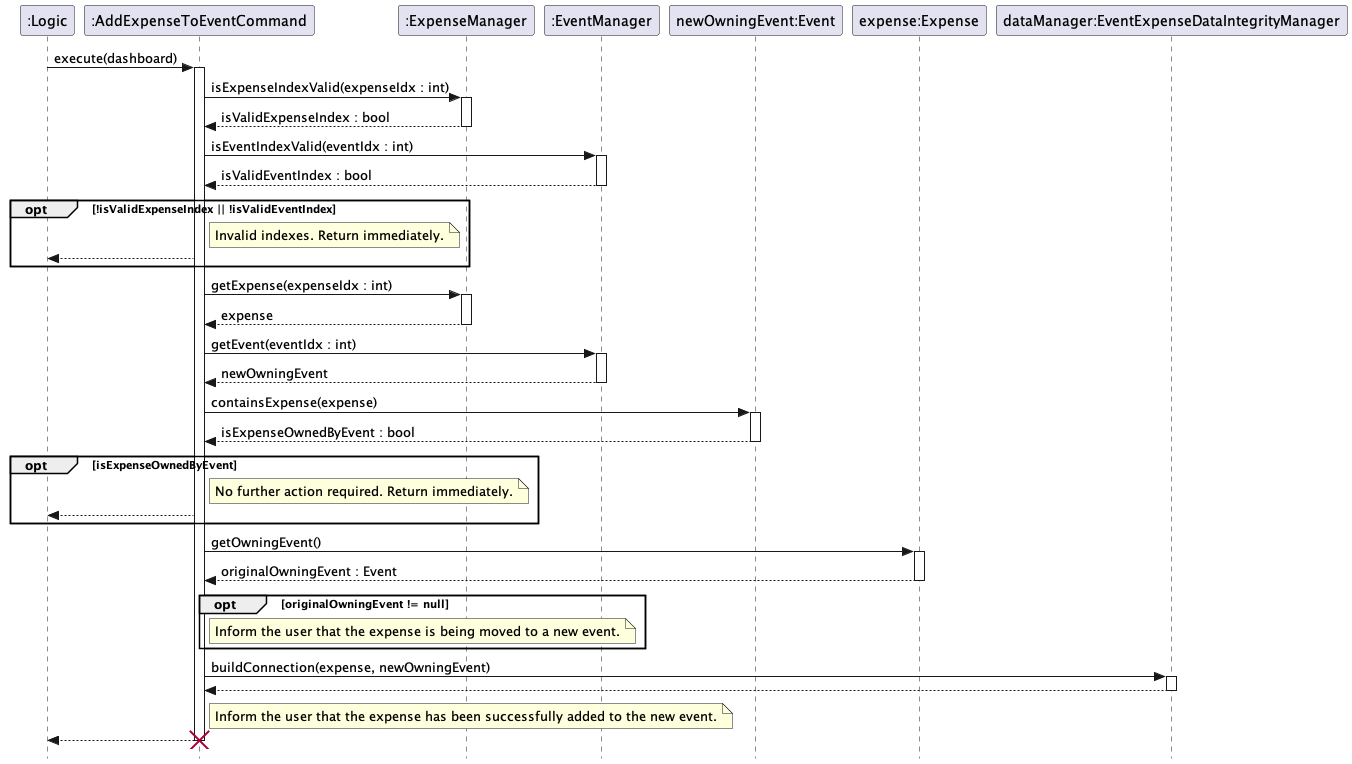 :Logic
:AddExpenseToEventCommand
:ExpenseManager
:EventManager
newOwningEvent:Event
expense:Expense
dataManager:EventExpenseDataIntegrityManager
execute(dashboard)
isExpenseIndexValid(expenseIdx : int)
isValidExpenseIndex : bool
isEventIndexValid(eventIdx : int)
isValidEventIndex : bool
opt
[!isValidExpenseIndex || !isValidEventIndex]
Invalid indexes. Return immediately.
getExpense(expenseIdx : int)
expense
getEvent(eventIdx : int)
newOwningEvent
containsExpense(expense)
isExpenseOwnedByEvent : bool
opt
[isExpenseOwnedByEvent]
No further action required. Return immediately.
getOwningEvent()
originalOwningEvent : Event
opt
[originalOwningEvent != null]
Inform the user that the expense is being moved to a new event.
buildConnection(expense, newOwningEvent)
Inform the user that the expense has been successfully added to the new event.